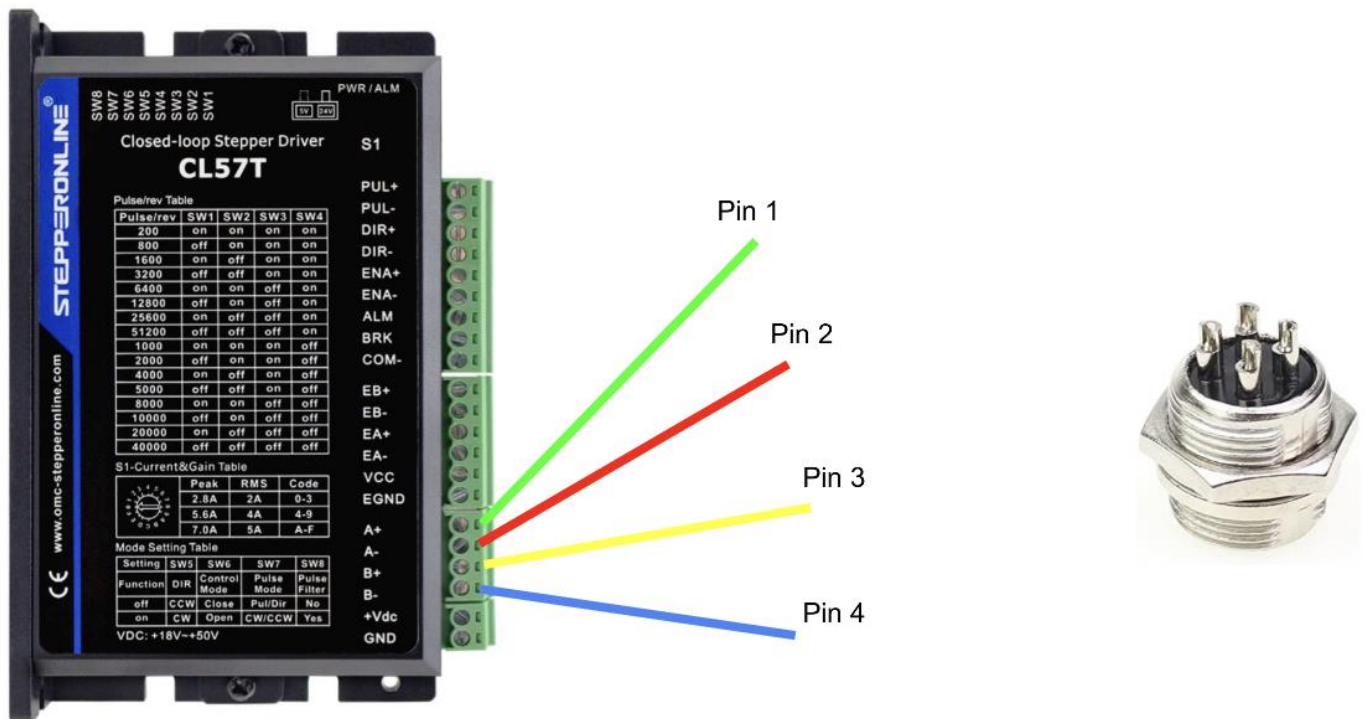 PWR / ALM
SW8
SW7
SW6
SW5
SW4
SW3
SW2
SW1
5V 24V
STEPPERONLINE®
www.omc-stepperonline.com
CE
Closed-loop Stepper Driver
CL57T
Pulse/rev Table
Pulse/rev SW1 SW2 SW3 SW4
200 on on on on
800 off on on on
1600 on off on on
3200 off off on on
6400 on on off on
12800 off on off on
25600 on off off on
51200 off off off on
1000 on on on off
2000 off on on off
4000 on off on off
5000 off off on off
8000 on on off off
10000 off on off off
20000 on off off off
40000 off off off off
S1-Current&Gain Table
Peak RMS Code
2.8A 2A 0-3
5.6A 4A 4-9
7.0A 5A A-F
Mode Setting Table
Setting SW5 SW6 SW7 SW8
Function DIR Control Mode Pulse Mode Pulse Filter
off CCW Close Pul/Dir No
on CW Open CW/CCW Yes
VDC: +18V~+50V
S1
PUL+
PUL-
DIR+
DIR-
ENA+
ENA-
ALM
BRK
COM-
EB+
EB-
EA+
EA-
VCC
EGND
A+
A-
B+
B-
+Vdc
GND
Pin 1
Pin 2
Pin 3
Pin 4